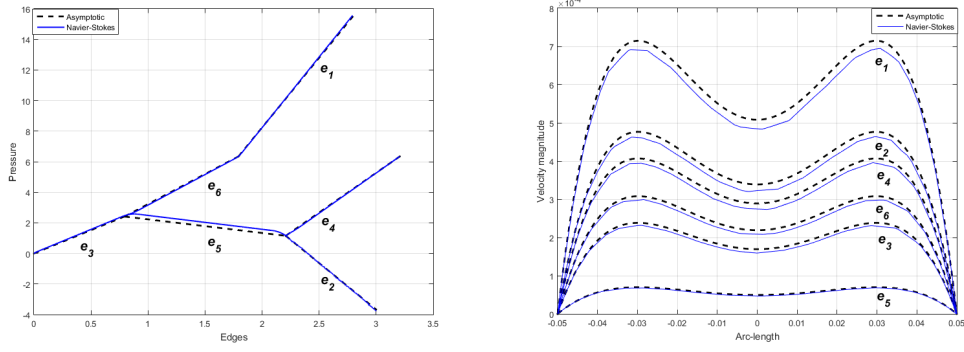 16
14
12
10
8
6
4
2
0
-2
-4
Pressure
Asymptotic
Navier-Stokes
e1
e6
e3
e5
e4
e2
0
0.5
1
1.5
2
2.5
3
3.5
Edges
8
7
6
5
4
3
2
1
0
Velocity magnitude
Asymptotic
Navier-Stokes
e1
e2
e4
e6
e3
e5
-0.05
-0.04
-0.03
-0.02
-0.01
0
0.01
0.02
0.03
0.04
0.05
Arc-length